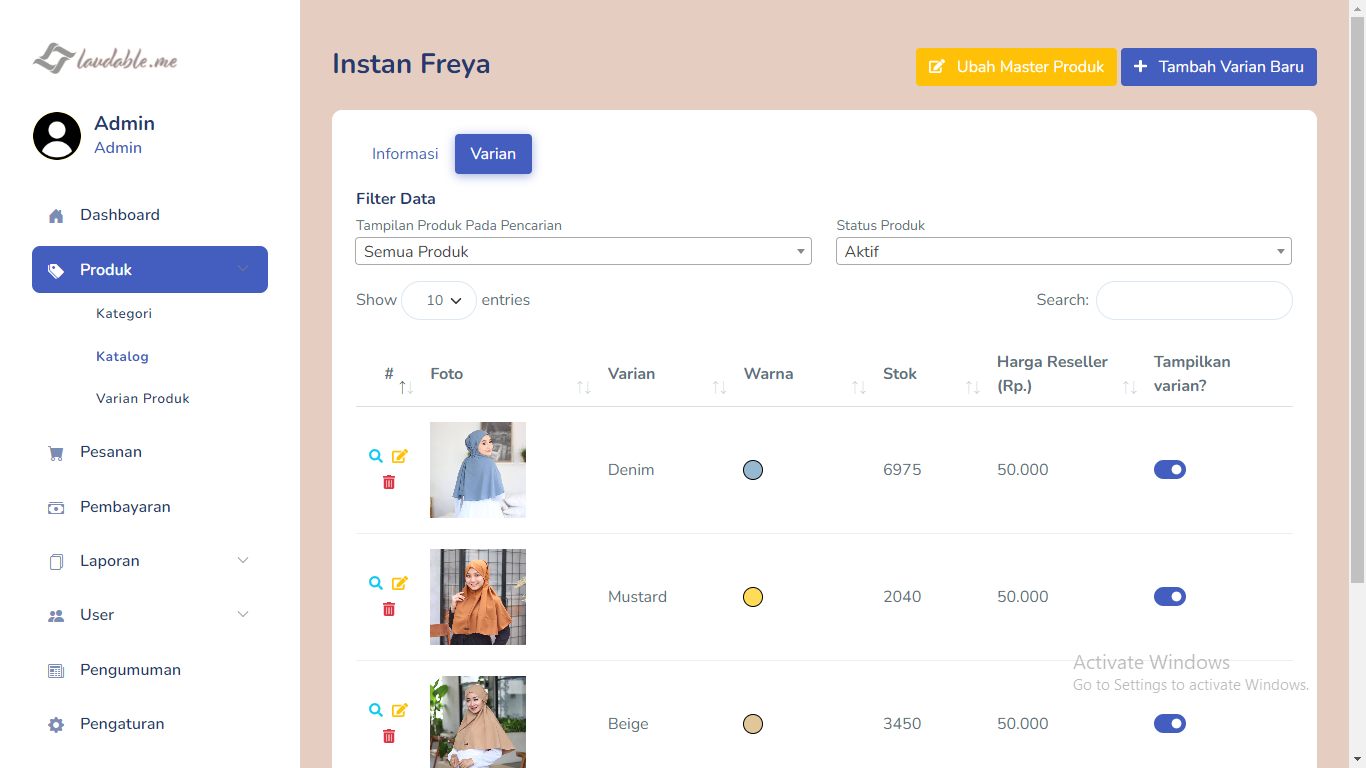 laudable.me
Admin
Admin
Dashboard
Produk
Kategori
Katalog
Varian Produk
Pesanan
Pembayaran
Laporan
User
Pengumuman
Pengaturan
Instan Freya
Ubah Master Produk
Tambah Varian Baru
Informasi Varian
Filter Data
Tampilan Produk Pada Pencarian Status Produk
Semua Produk Aktif
Show 10 entries Search:
# Foto Varian Warna Stok Harga Reseller (Rp.) Tampilkan varian?
Denim 6975 50.000
Mustard 2040 50.000
Beige 3450 50.000
Activate Windows
Go to Settings to activate Windows.